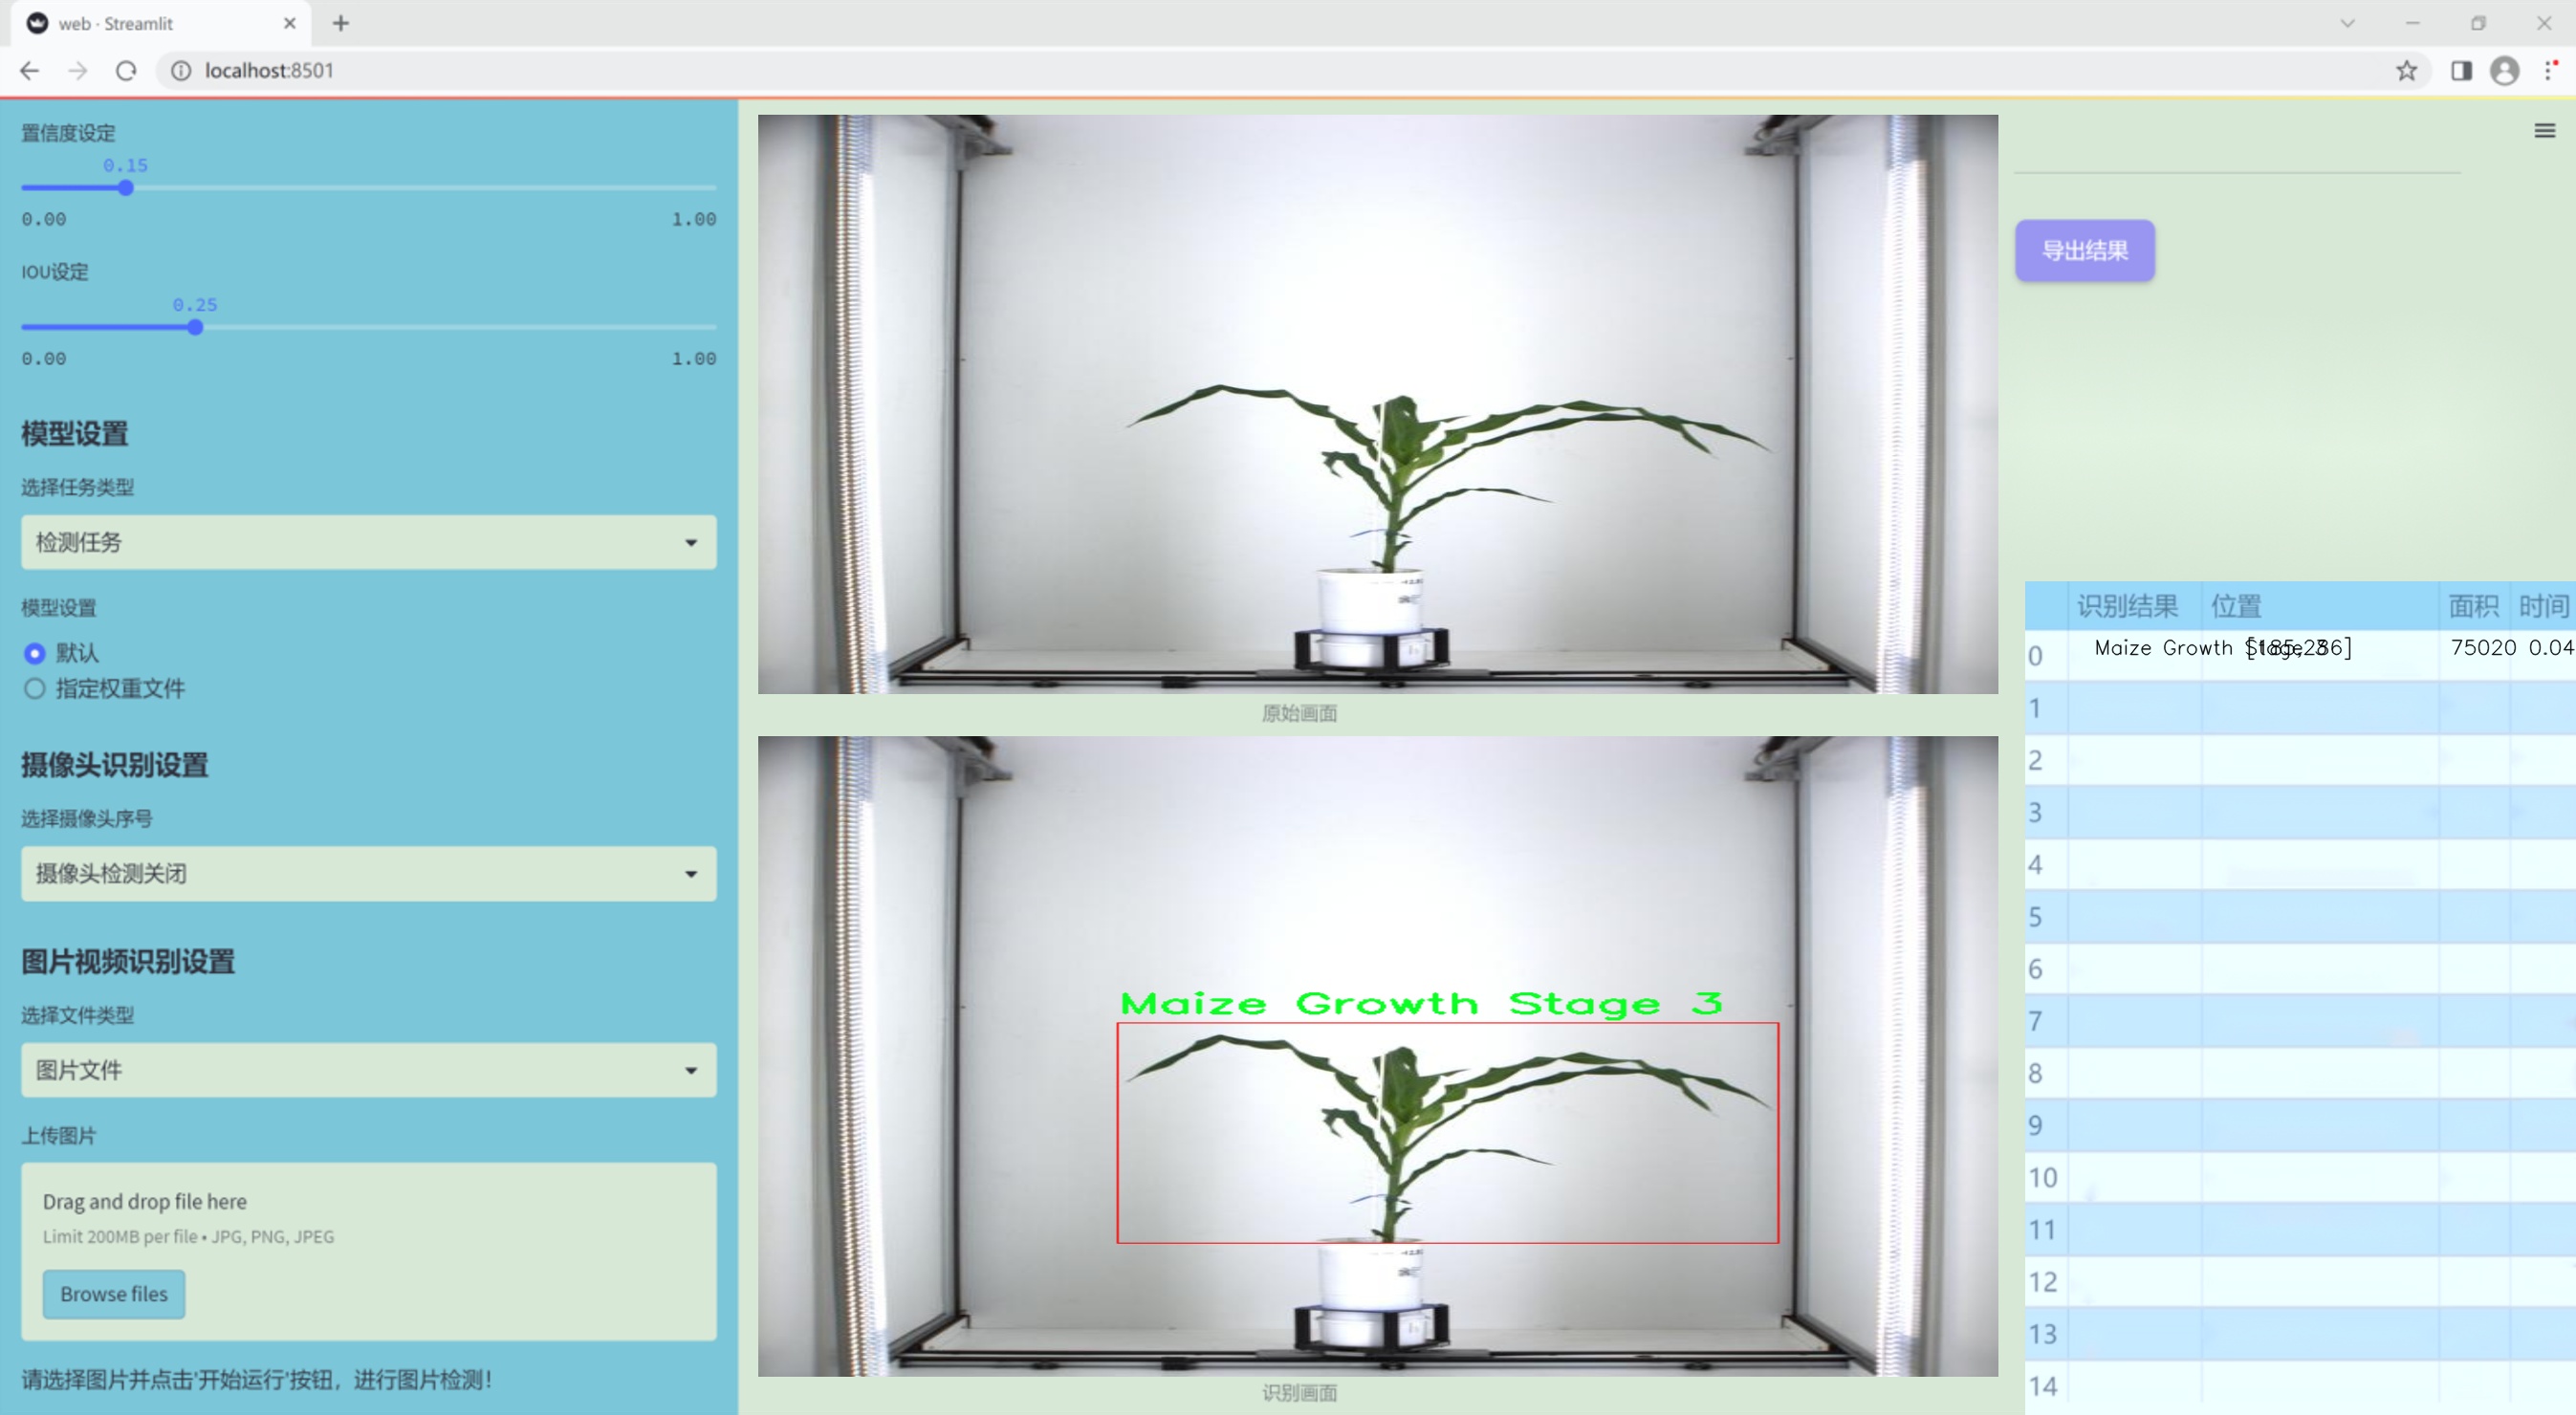 web · Streamlit
localhost:8501
置信度设定
0.15
0.00 1.00
IOU设定
0.25
0.00 1.00
模型设置
选择任务类型
检测任务
模型设置
默认
指定权重文件
摄像头识别设置
选择摄像头序号
摄像头检测关闭
图片视频识别设置
选择文件类型
图片文件
上传图片
Drag and drop file here
Limit 200MB per file • JPG, PNG, JPEG
Browse files
请选择图片并点击'开始运行'按钮，进行图片检测！
原始画面
Maize Growth Stage 3
识别画面
导出结果
识别结果 位置 面积 时间
0 Maize Growth 75020 0.04
1
2
3
4
5
6
7
8
9
10
11
12
13
14